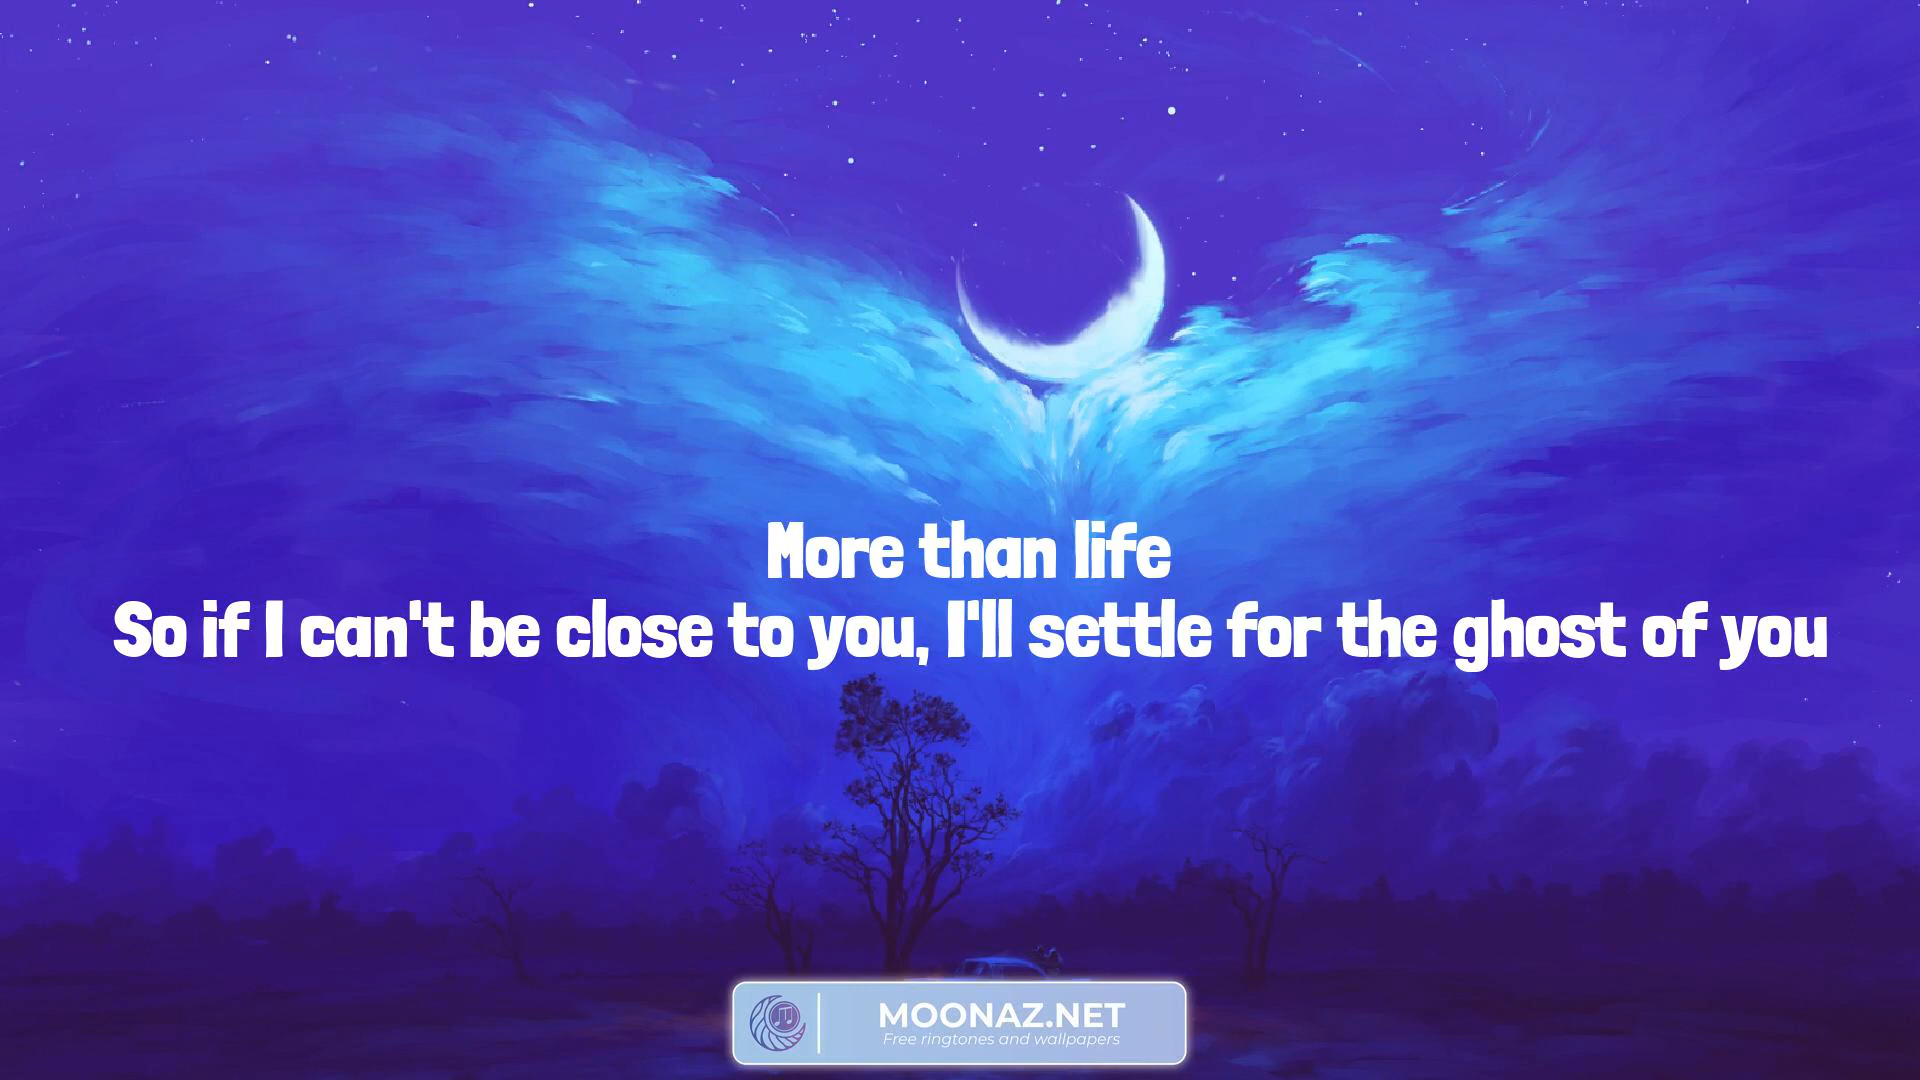 More than life
So if I can't be close to you, I'll settle for the ghost of you
MOONAZ.NET
Free ringtones and wallpapers